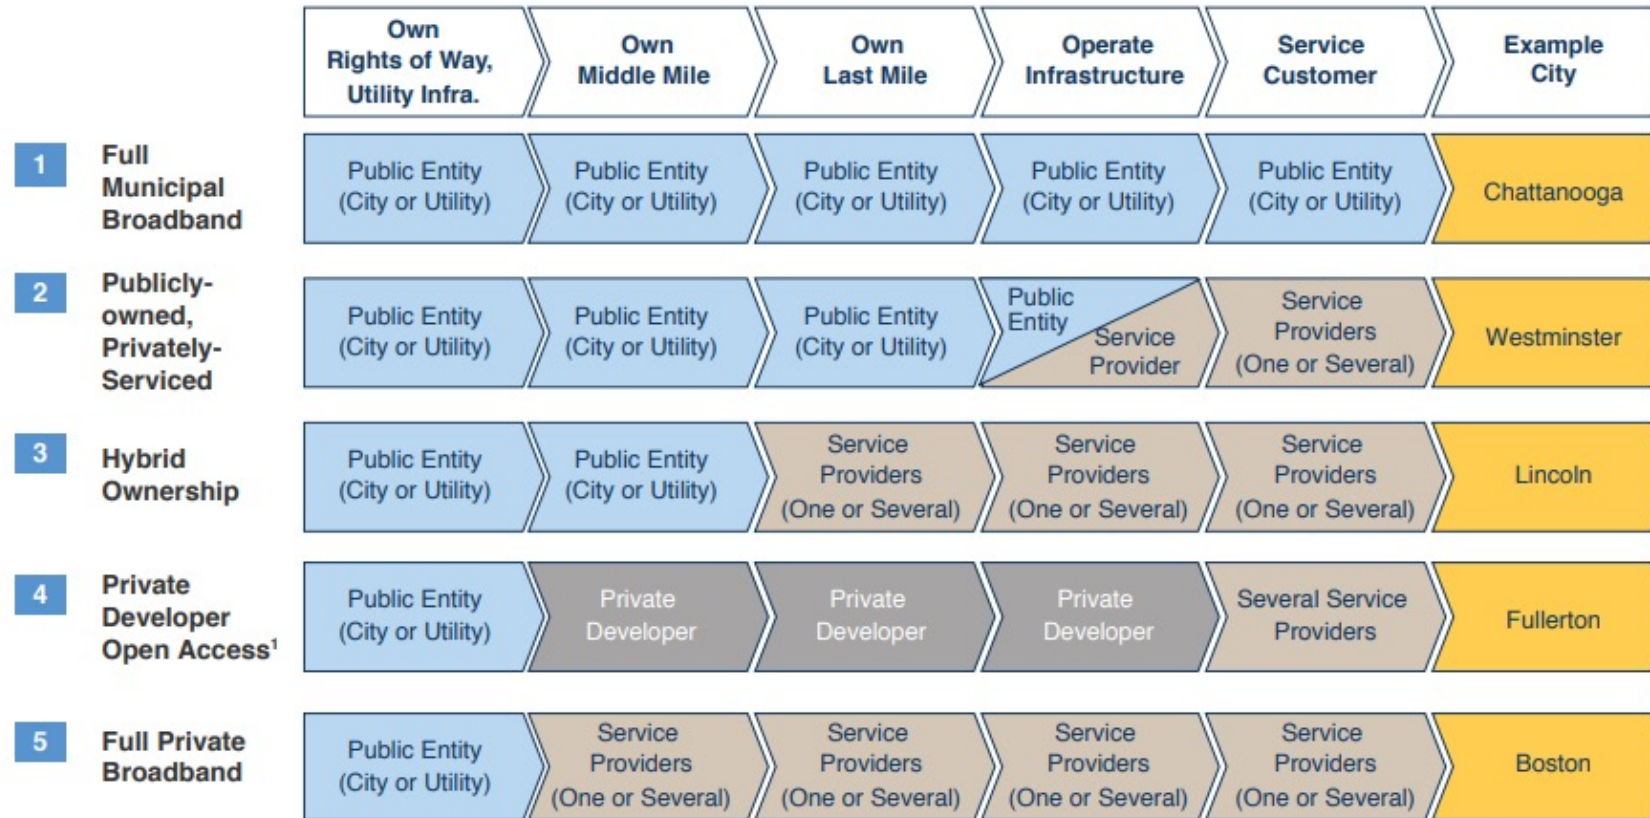 Own
Rights of Way,
Utility Infra.
Own
Middle Mile
Own
Last Mile
Operate
Infrastructure
Service
Customer
Example
City
1
Full
Municipal
Broadband
Public Entity
(City or Utility)
Public Entity
(City or Utility)
Public Entity
(City or Utility)
Public Entity
(City or Utility)
Public Entity
(City or Utility)
Chattanooga
2
Publicly-
owned,
Privately-
Serviced
Public Entity
(City or Utility)
Public Entity
(City or Utility)
Public Entity
(City or Utility)
Public
Entity
Service
Provider
Service
Providers
(One or Several)
Westminster
3
Hybrid
Ownership
Public Entity
(City or Utility)
Public Entity
(City or Utility)
Service
Providers
(One or Several)
Service
Providers
(One or Several)
Service
Providers
(One or Several)
Lincoln
4
Private
Developer
Open Access¹
Public Entity
(City or Utility)
Private
Developer
Private
Developer
Private
Developer
Several Service
Providers
Fullerton
5
Full Private
Broadband
Public Entity
(City or Utility)
Service
Providers
(One or Several)
Service
Providers
(One or Several)
Service
Providers
(One or Several)
Service
Providers
(One or Several)
Boston